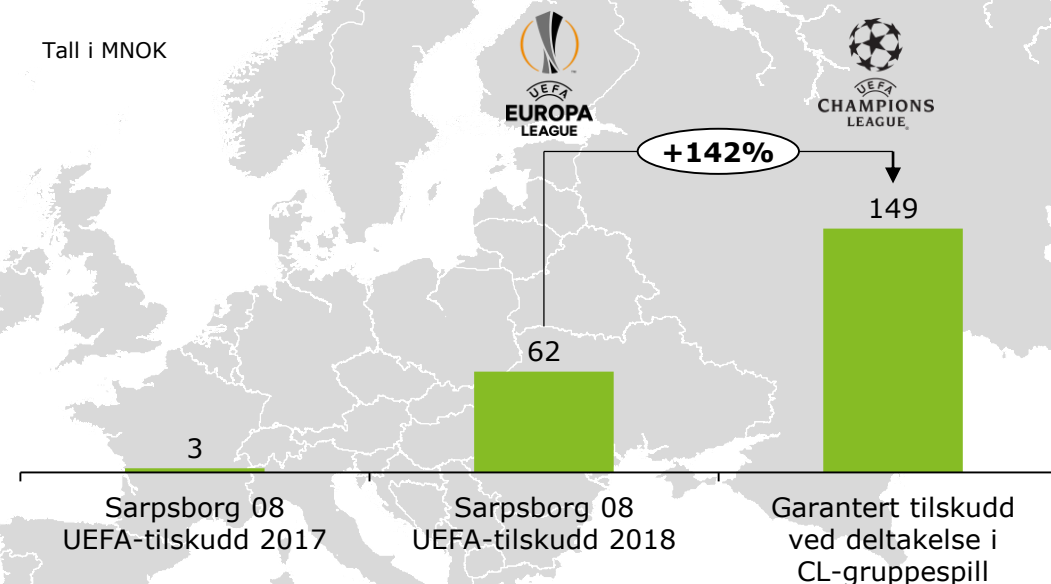 Tall i MNOK
UEFA
EUROPA
LEAGUE
UEFA
CHAMPIONS
LEAGUE
+142%
149
62
3
Sarpsborg 08
UEFA-tilskudd 2017
Sarpsborg 08
UEFA-tilskudd 2018
Garantert tilskudd
ved deltakelse i
CL-gruppespill